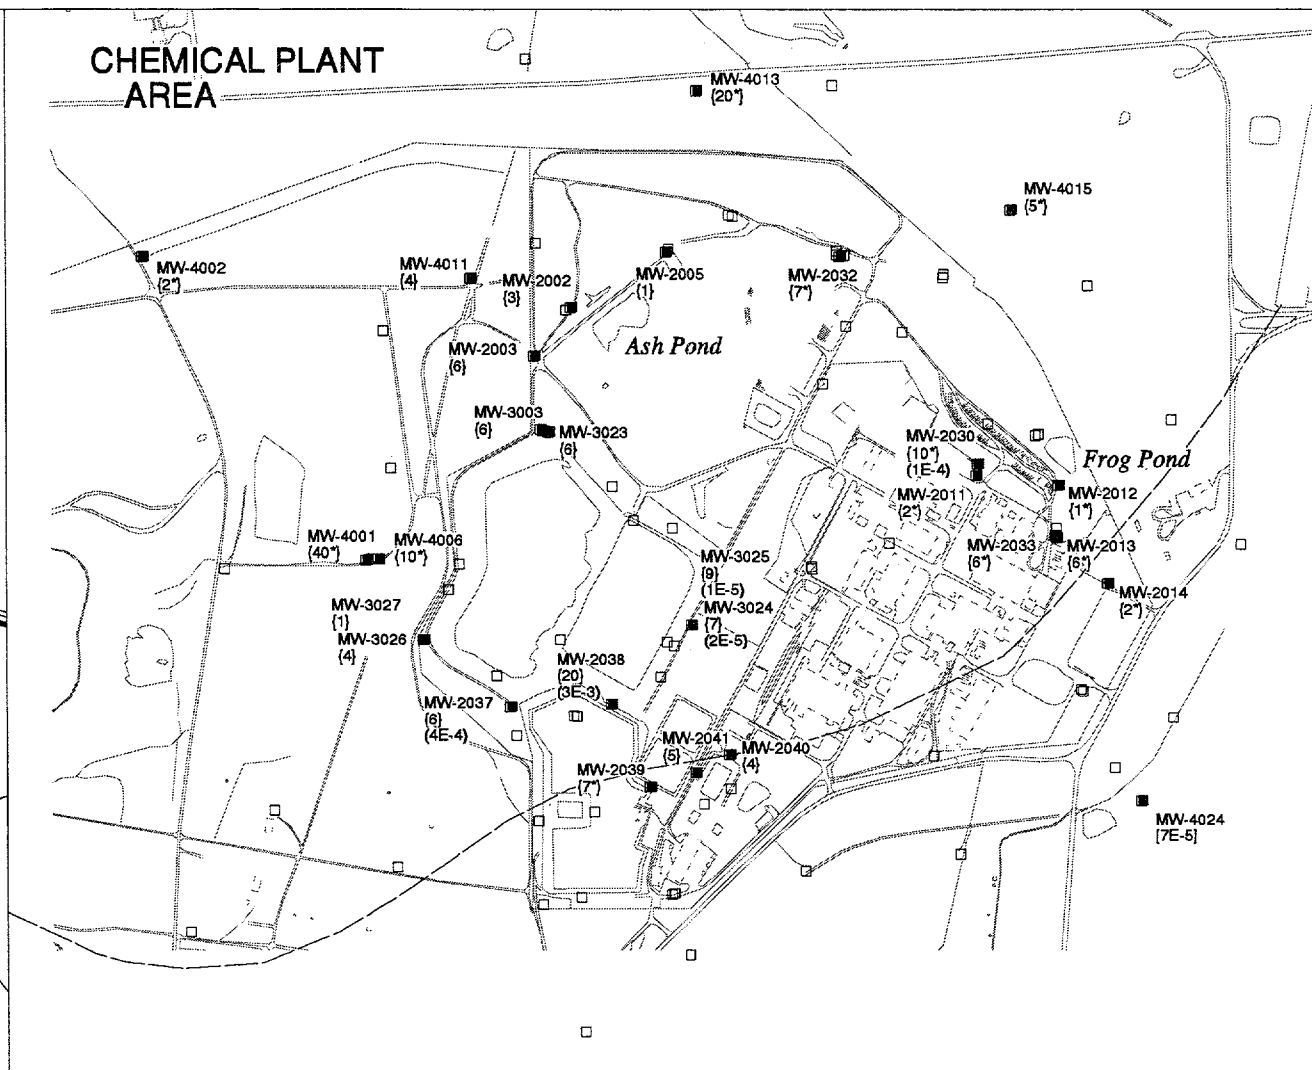 CHEMICAL PLANT
AREA
MW-4013
{20*}
MW-4015
{5*}
MW-4002
{2*}
MW-4011
{4}
MW-2002
{3}
MW-2005
{1}
MW-2032
{7*}
MW-2003
{6}
Ash Pond
MW-3003
{6}
MW-3023
{6}
MW-2030
{10*}
(1E-4)
Frog Pond
MW-2011
{2*}
MW-2012
{1*}
MW-4001
{40*}
MW-4006
{10*}
MW-2033
{6*}
MW-2013
{6*}
MW-3025
{9}
(1E-5)
MW-2014
{2*}
MW-3027
{1}
MW-3024
{7}
(2E-5)
MW-3026
{4}
MW-2038
{20}
(3E-3)
MW-2037
{6}
(4E-4)
MW-2041
{5}
MW-2040
{4}
MW-2039
{7*}
MW-4024
[7E-5]